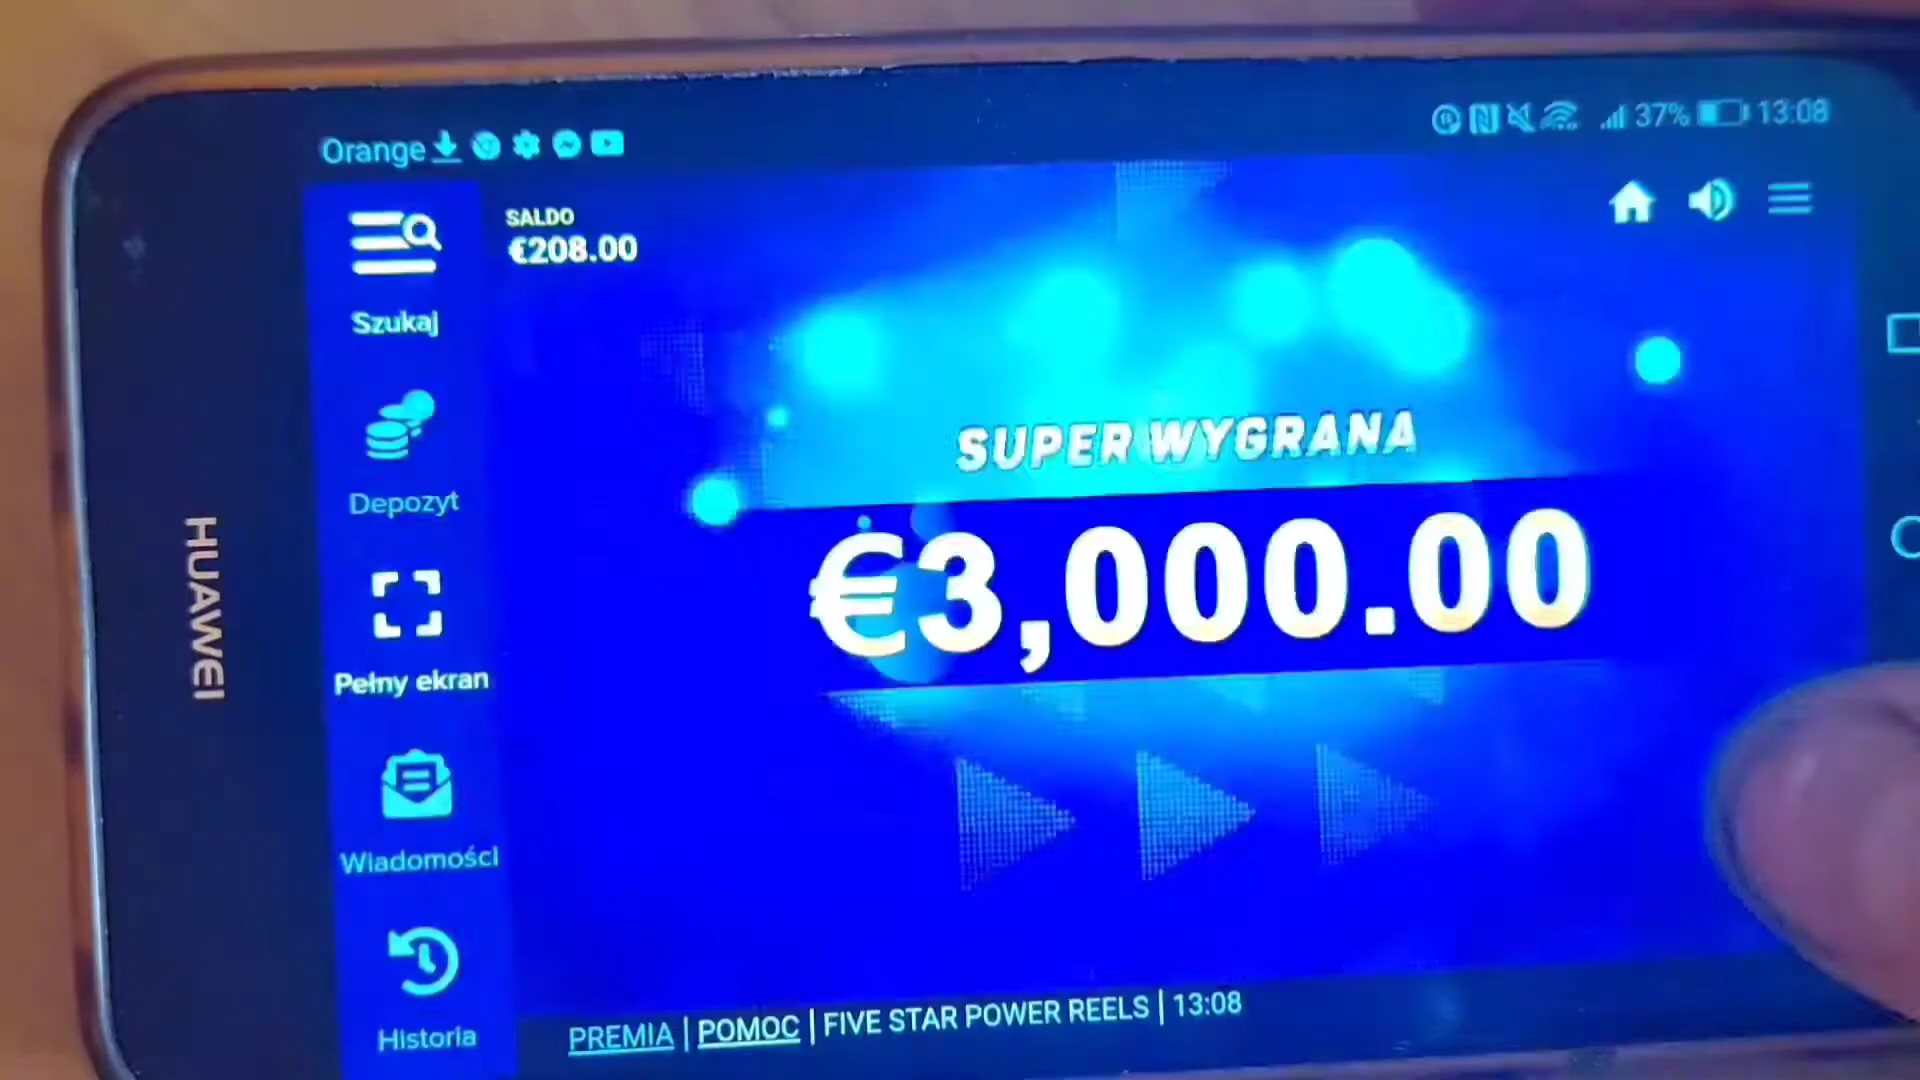 Orange
37% 13:08
SALDO
€208.00
Szukaj
Depozyt
Pełny ekran
Wiadomości
Historia
SUPER WYGRANA
€3,000.00
PREMIA | POMOC | FIVE STAR POWER REELS | 13:08
HUAWEI